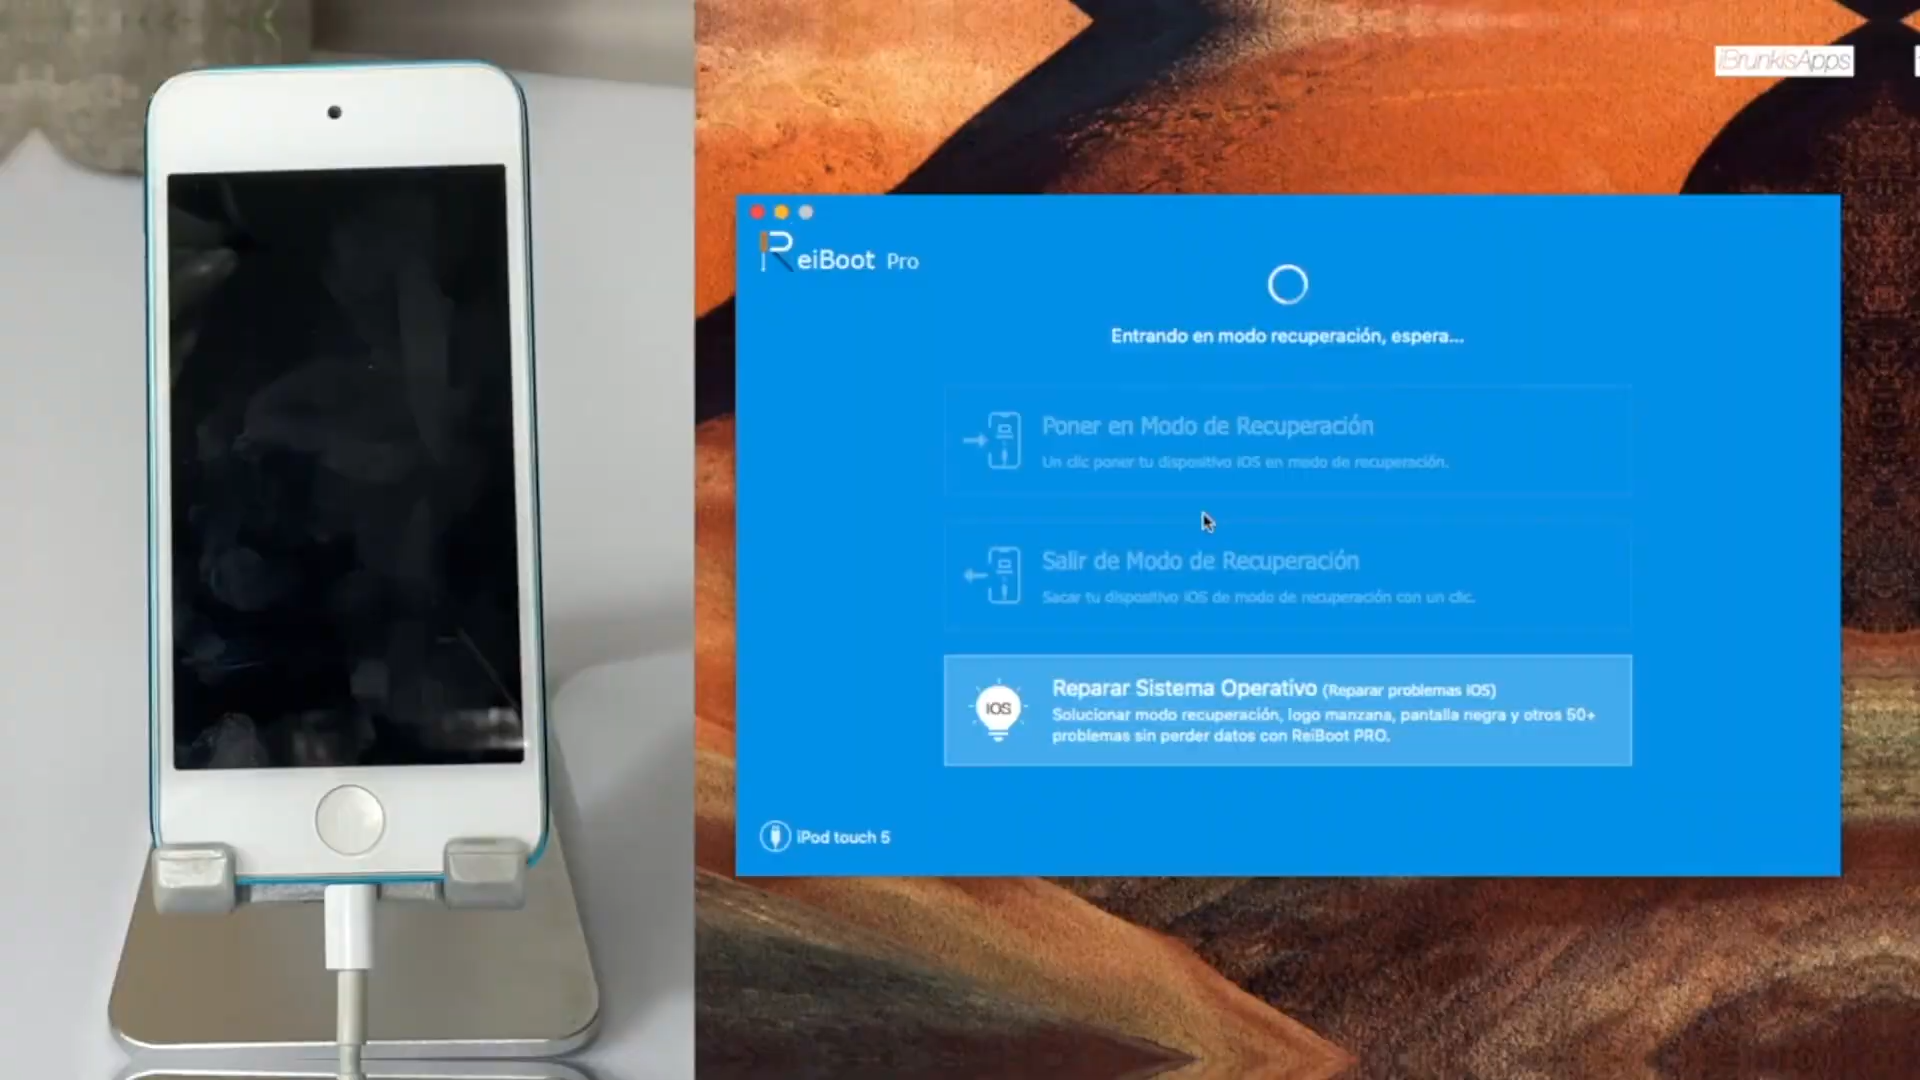 iBrunkisApps
ReiBoot Pro
Entrando en modo recuperación, espera...
Poner en Modo de Recuperación
Un clic poner tu dispositivo iOS en modo de recuperación.
Salir de Modo de Recuperación
Sacar tu dispositivo iOS de modo de recuperación con un clic.
iOS
Reparar Sistema Operativo (Reparar problemas iOS)
Solucionar modo recuperación, logo manzana, pantalla negra y otros 50+
problemas sin perder datos con ReiBoot PRO.
iPod touch 5